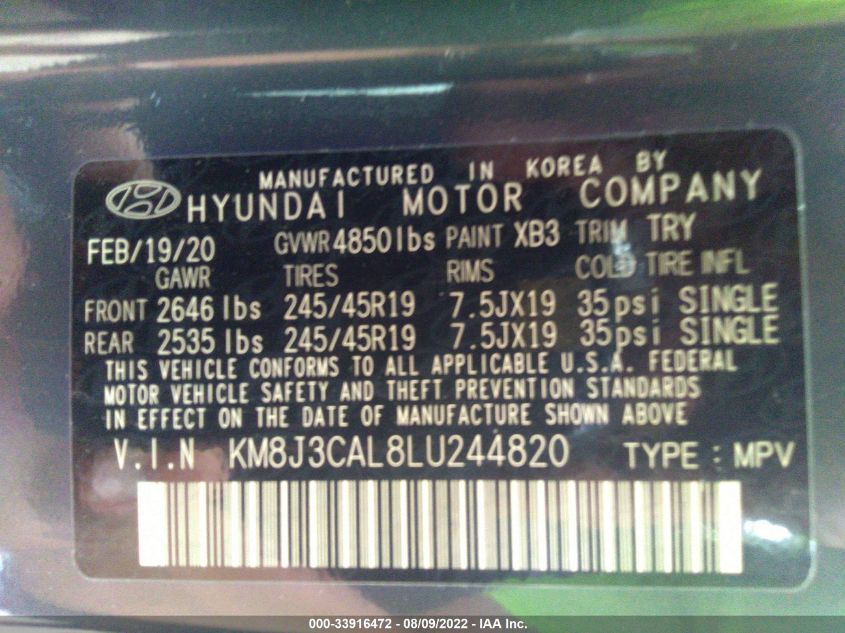 MANUFACTURED IN KOREA BY
HYUNDAI MOTOR COMPANY
FEB/19/20 GVWR 4850lbs PAINT XB3 TRIM TRY
GAWR TIRES RIMS COLD TIRE INFL
FRONT 2646 lbs 245/45R19 7.5JX19 35psi SINGLE
REAR 2535 lbs 245/45R19 7.5JX19 35psi SINGLE
THIS VEHICLE CONFORMS TO ALL APPLICABLE U.S.A. FEDERAL
MOTOR VEHICLE SAFETY AND THEFT PREVENTION STANDARDS
IN EFFECT ON THE DATE OF MANUFACTURE SHOWN ABOVE
V.I.N KM8J3CAL8LU244820 TYPE : MPV
000-33916472 - 08/09/2022 - IAA Inc.